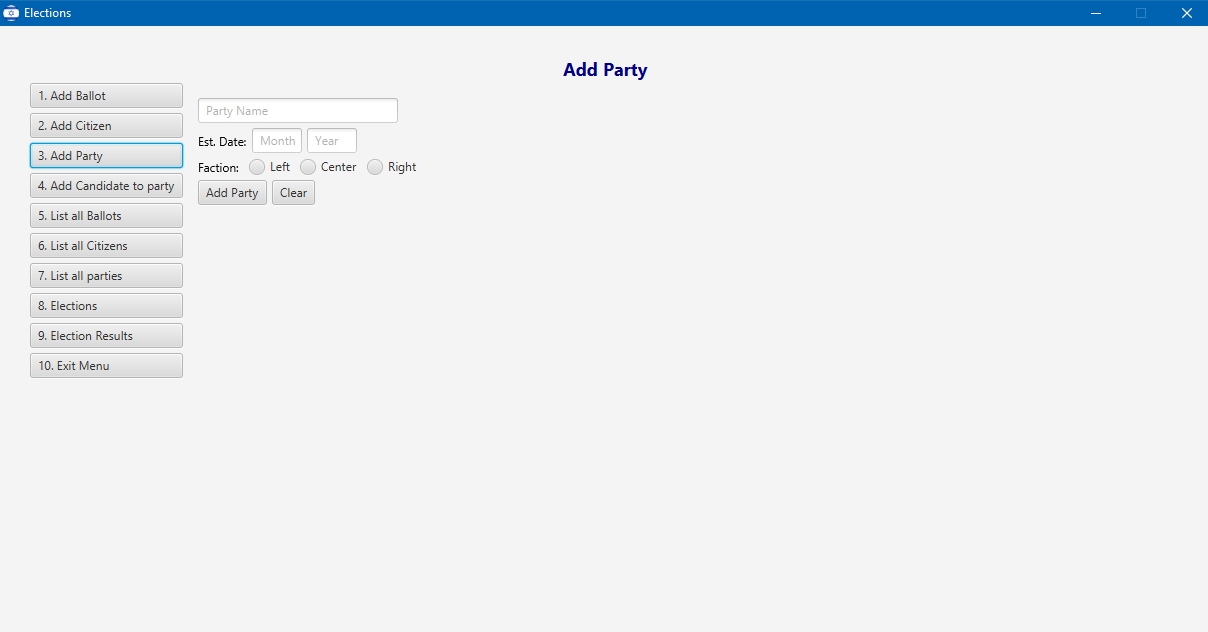 Elections
Add Party
1. Add Ballot
2. Add Citizen
3. Add Party
4. Add Candidate to party
5. List all Ballots
6. List all Citizens
7. List all parties
8. Elections
9. Election Results
10. Exit Menu
Party Name
Est. Date: Month Year
Faction: Left Center Right
Add Party Clear